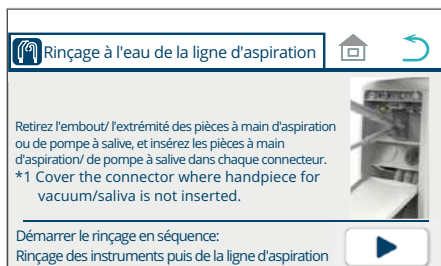 Rinçage à l'eau de la ligne d'aspiration
Retirez l'embout/ l'extrémité des pièces à main d'aspiration
ou de pompe à salive, et insérez les pièces à main
d'aspiration/ de pompe à salive dans chaque connecteur.
*1 Cover the connector where handpiece for
vacuum/saliva is not inserted.
Démarrer le rinçage en séquence:
Rinçage des instruments puis de la ligne d'aspiration